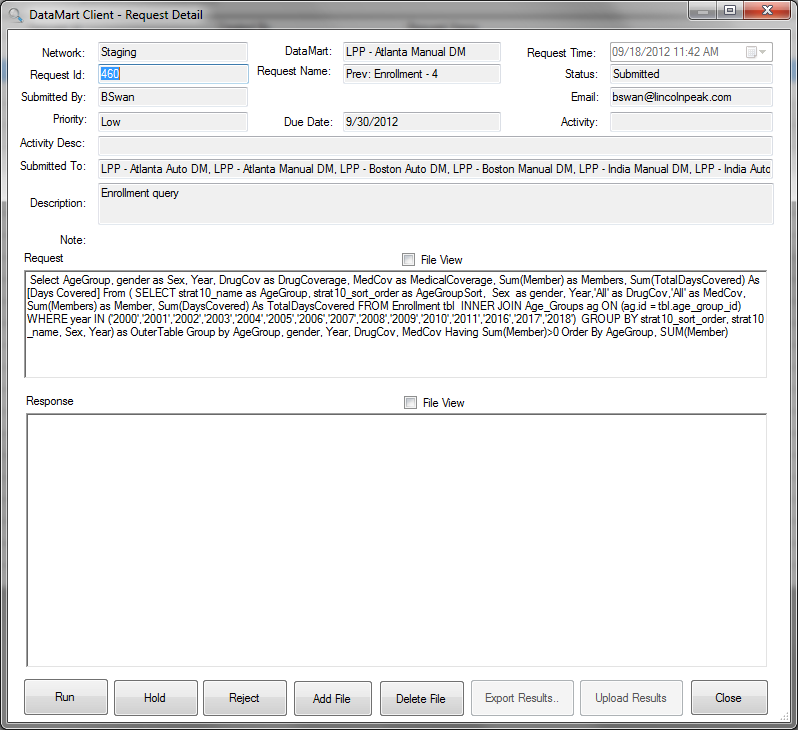 DataMart Client - Request Detail
Network: Staging DataMart: LPP - Atlanta Manual DM Request Time: 09/18/2012 11:42 AM
Request Id: 460 Request Name: Prev: Enrollment - 4 Status: Submitted
Submitted By: BSwan Email: bswan@lincolnpeak.com
Priority: Low Due Date: 9/30/2012 Activity:
Activity Desc:
Submitted To: LPP - Atlanta Auto DM, LPP - Atlanta Manual DM, LPP - Boston Auto DM, LPP - Boston Manual DM, LPP - India Manual DM, LPP - India Auto
Description: Enrollment query
Note:
Request File View
Select AgeGroup, gender as Sex, Year, DrugCov as DrugCoverage, MedCov as MedicalCoverage, Sum(Member) as Members, Sum(TotalDaysCovered) As
[Days Covered] From ( SELECT strat10_name as AgeGroup, strat10_sort_order as AgeGroupSort, Sex as gender, Year,'All' as DrugCov,'All' as MedCov,
Sum(Members) as Member, Sum(DaysCovered) As TotalDaysCovered FROM Enrollment tbl INNER JOIN Age_Groups ag ON (ag.id = tbl.age_group_id)
WHERE year IN ('2000','2001','2002','2003','2004','2005','2006','2007','2008','2009','2010','2011','2016','2017','2018') GROUP BY strat10_sort_order, strat10
_name, Sex, Year) as OuterTable Group by AgeGroup, gender, Year, DrugCov, MedCov Having Sum(Member)>0 Order By AgeGroup, SUM(Member)
Response File View
Run Hold Reject Add File Delete File Export Results.. Upload Results Close